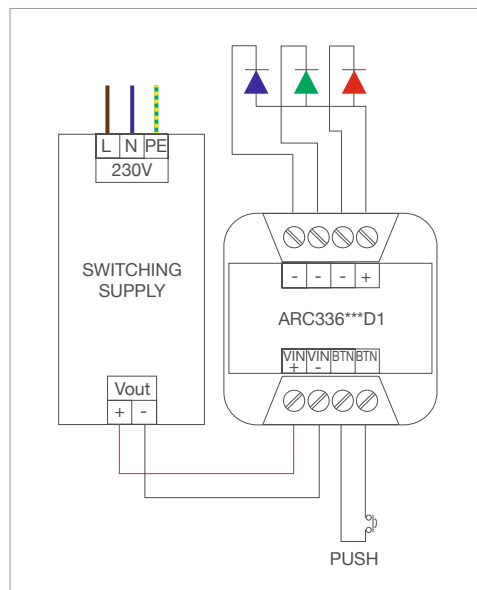 L N PE
230V
SWITCHING
SUPPLY
Vout
+ -
- - - +
ARC336***D1
VIN VIN BTN BTN
+ -
PUSH